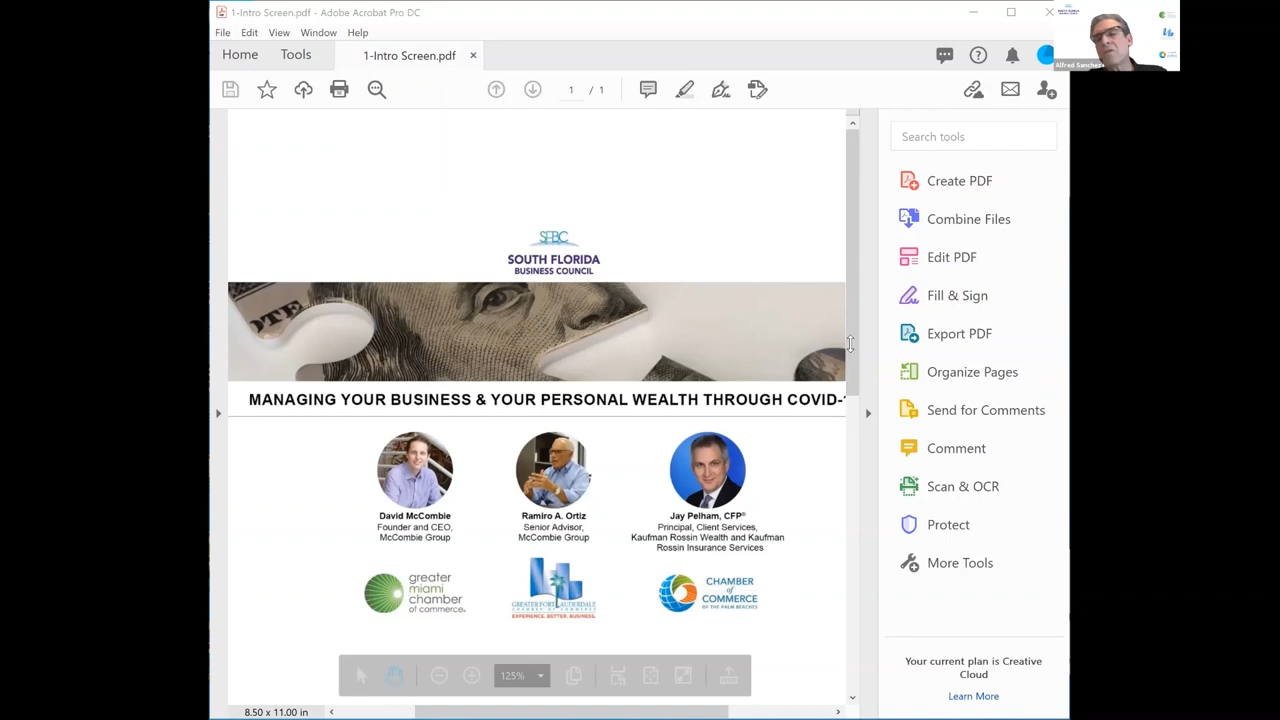 1-Intro Screen.pdf - Adobe Acrobat Pro DC
File Edit View Window Help
Home Tools 1-Intro Screen.pdf ×
1 / 1
Alfred Sanchez
Search tools
SFBC
SOUTH FLORIDA
BUSINESS COUNCIL
OTE
MANAGING YOUR BUSINESS & YOUR PERSONAL WEALTH THROUGH COVID-
David McCombie
Founder and CEO,
McCombie Group
Ramiro A. Ortiz
Senior Advisor,
McCombie Group
Jay Pelham, CFP®
Principal, Client Services,
Kaufman Rossin Wealth and Kaufman
Rossin Insurance Services
greater
miami
chamber
of commerce.
GREATER FORT LAUDERDALE
CHAMBER OF COMMERCE
EXPERIENCE. BETTER. BUSINESS.
CHAMBER
of
COMMERCE
OF THE PALM BEACHES
125%
8.50 x 11.00 in
Create PDF
Combine Files
Edit PDF
Fill & Sign
Export PDF
Organize Pages
Send for Comments
Comment
Scan & OCR
Protect
More Tools
Your current plan is Creative
Cloud
Learn More